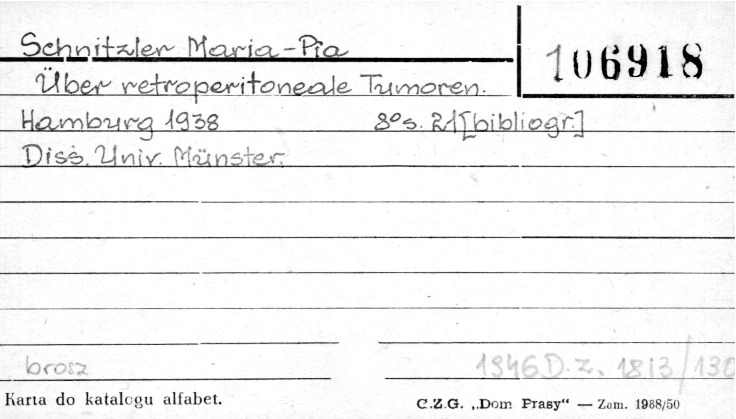 Schnitzler Maria-Pia
106918
Über retroperitoneale Tumoren.
Hamburg 1938 8os. 21[bibliogr.]
Diss. Univ. Münster.
brosz
1946.D.z. 1813/130
Karta do katalogu alfabet.
C.Z.G. „Dom Prasy“ — Zam. 1988/50